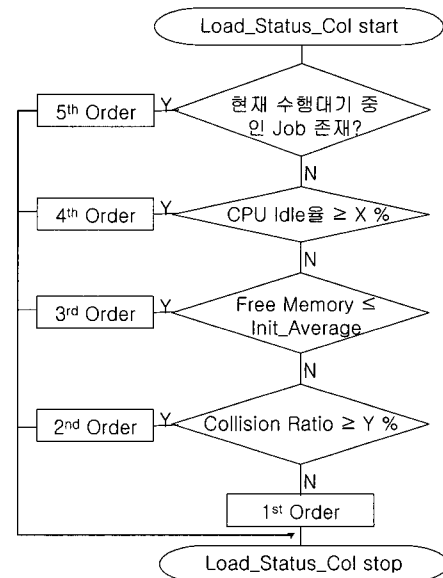 Load_Status_Col start
현재 수행대기 중
인 Job 존재?
Y
5th Order
N
CPU Idle율 ≥ X %
Y
4th Order
N
Free Memory ≤
Init_Average
Y
3rd Order
N
Collision Ratio ≥ Y %
Y
2nd Order
N
1st Order
Load_Status_Col stop